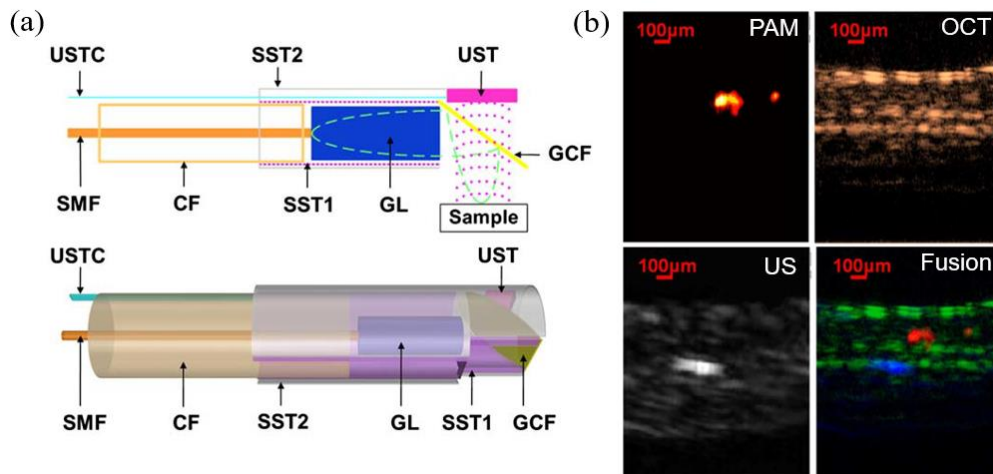 (a)
SST2
USTC
UST
GCF
SMF
CF
SST1
GL
Sample
USTC
UST
SMF
CF
SST2
GL
SST1
GCF
(b)
100μm
PAM
100μm
OCT
100μm
US
100μm
Fusion